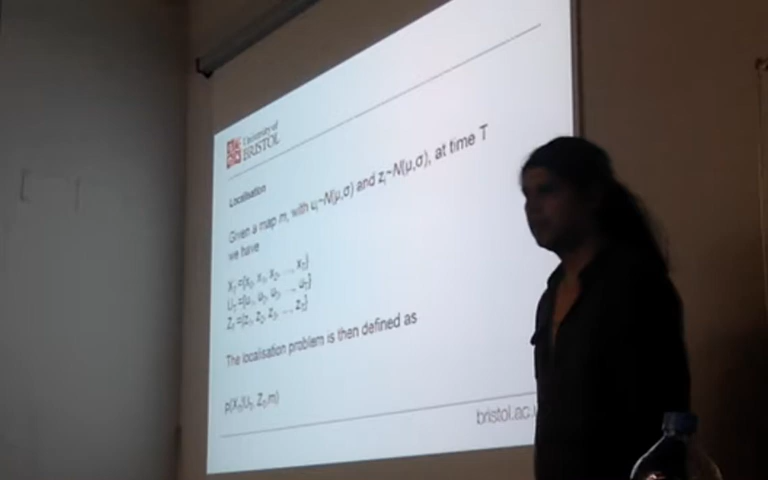 University of
BRISTOL
Localisation
Given a map m, with uᵢ~N(μ,σ) and zᵢ~N(μ,σ), at time T
we have
X_T={x₀, x₁, x₂, ..., x_T}
U_T={u₁, u₂, u₃, ..., u_T}
Z_T={z₁, z₂, z₃, ..., z_T}
The localisation problem is then defined as
p(X_T|U_T, Z_T,m)
bristol.ac.